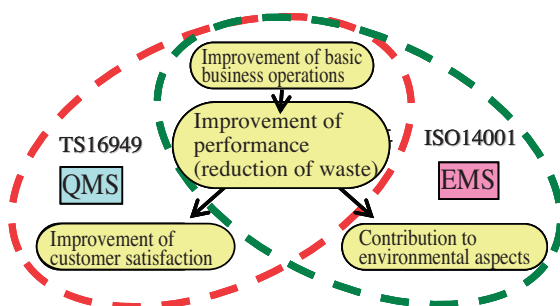 Improvement of basic
business operations
Improvement of
performance
(reduction of waste)
TS16949
QMS
ISO14001
EMS
Improvement of
customer satisfaction
Contribution to
environmental aspects